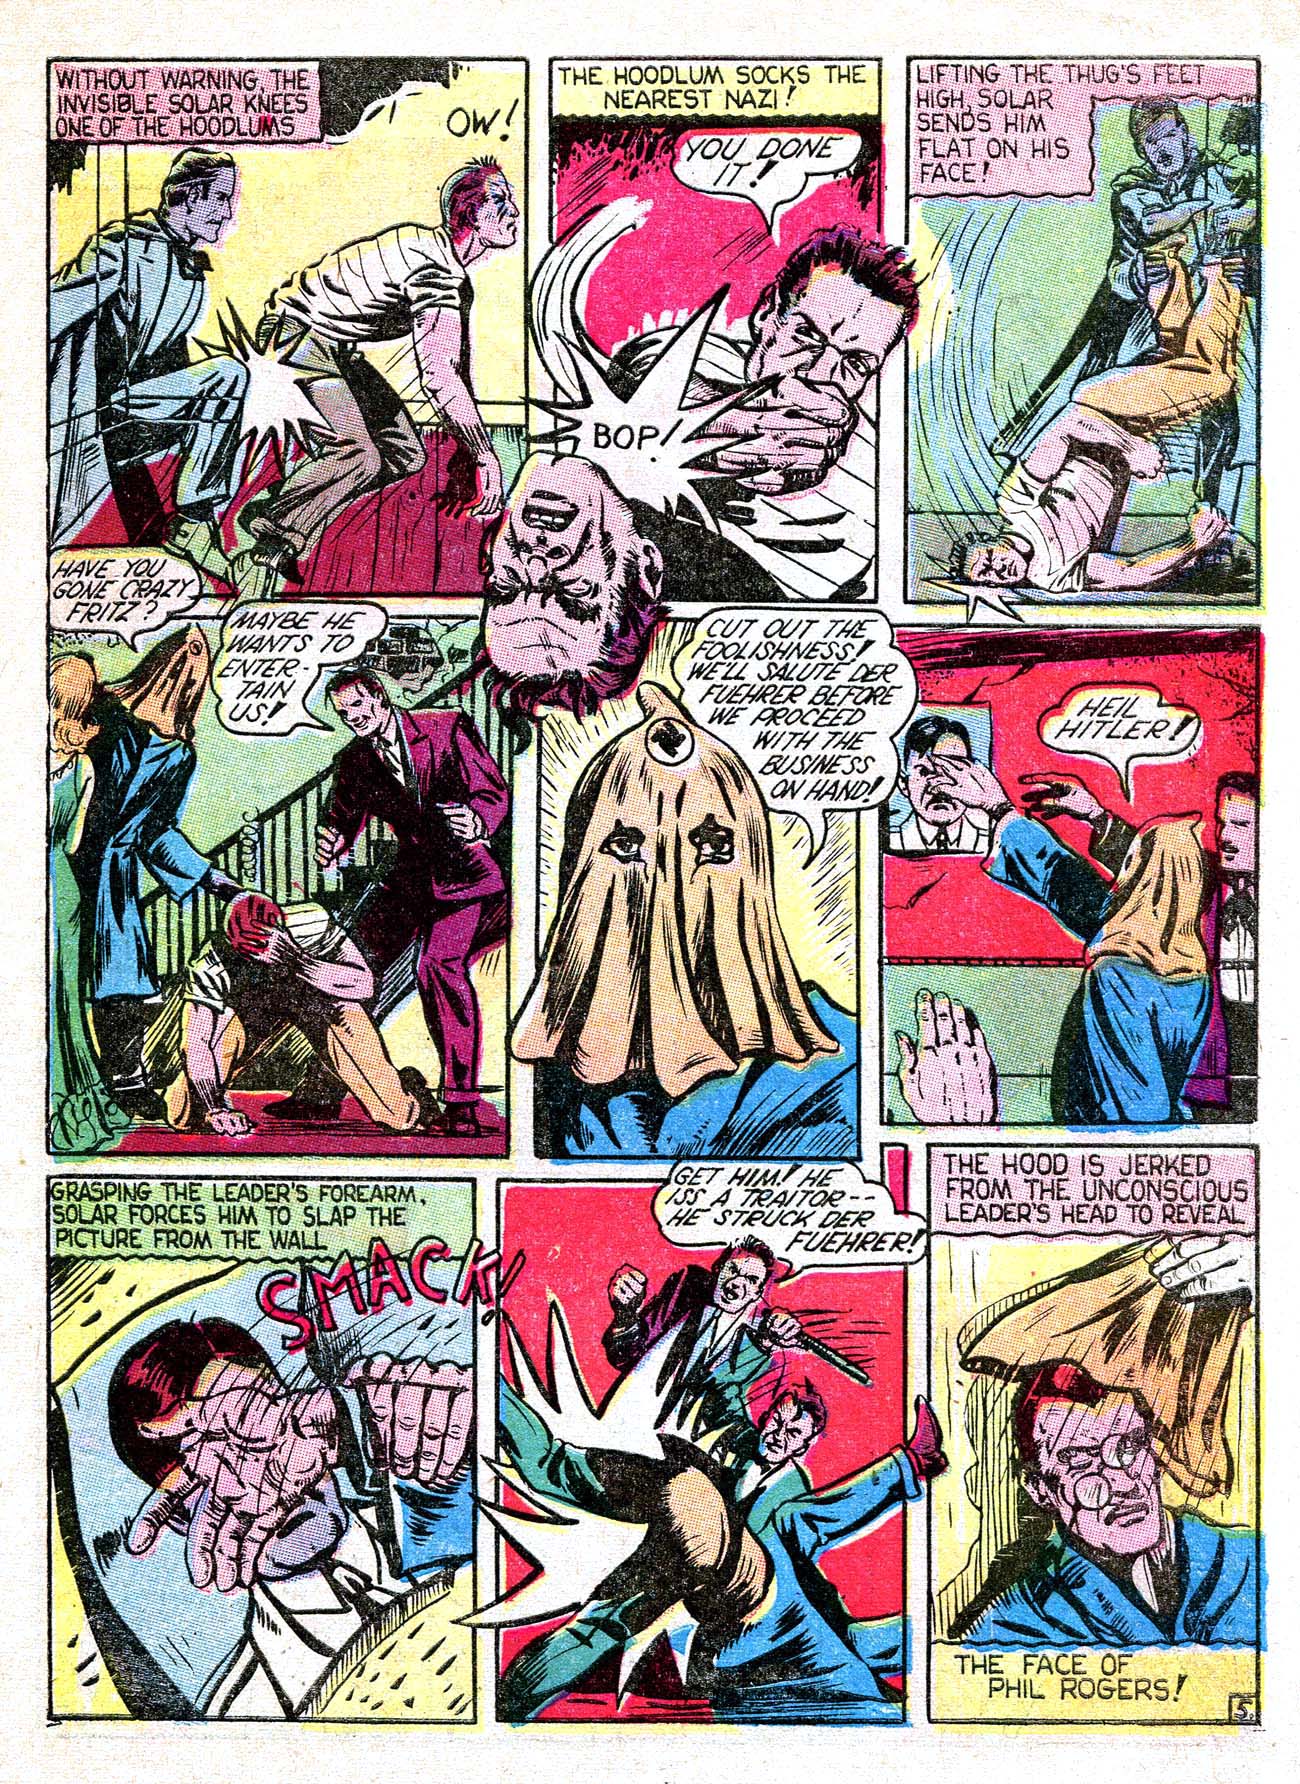 WITHOUT WARNING, THE
INVISIBLE SOLAR KNEES
ONE OF THE HOODLUMS
OW!
THE HOODLUM SOCKS THE
NEAREST NAZI!
YOU DONE
IT!
BOP!
LIFTING THE THUG'S FEET
HIGH, SOLAR
SENDS HIM
FLAT ON HIS
FACE!
HAVE YOU
GONE CRAZY
FRITZ?
MAYBE HE
WANTS TO
ENTER-
TAIN
US!
CUT OUT THE
FOOLISHNESS!
WE'LL SALUTE DER
FUEHRER BEFORE
WE PROCEED
WITH THE
BUSINESS
ON HAND!
HEIL
HITLER!
GRASPING THE LEADER'S FOREARM,
SOLAR FORCES HIM TO SLAP THE
PICTURE FROM THE WALL
SMACK!
GET HIM! HE
ISS A TRAITOR--
HE STRUCK DER
FUEHRER!
THE HOOD IS JERKED
FROM THE UNCONSCIOUS
LEADER'S HEAD TO REVEAL
THE FACE OF
PHIL ROGERS!
5.